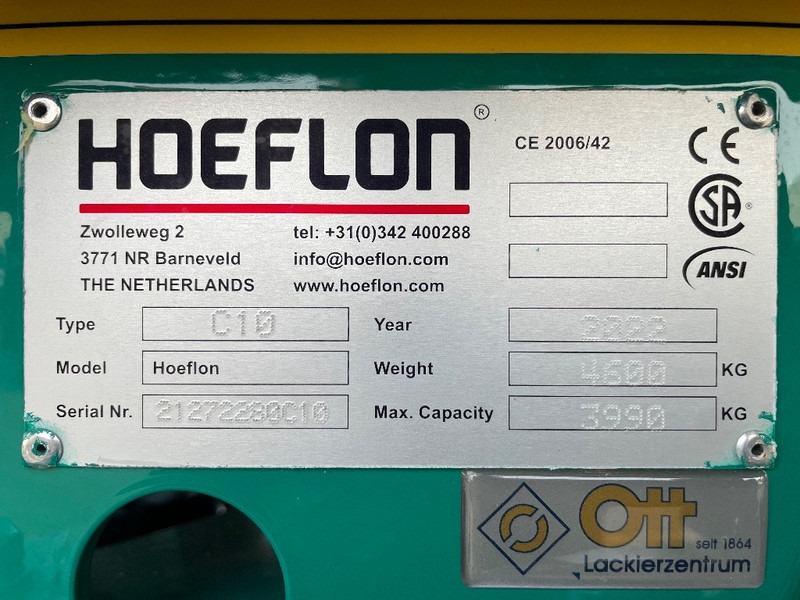 HOEFLON ®
CE 2006/42
CE
SA ®
ANSI
Zwolleweg 2
3771 NR Barneveld
THE NETHERLANDS
tel: +31(0)342 400288
info@hoeflon.com
www.hoeflon.com
Type C10
Model Hoeflon
Serial Nr. 21272280C10
Year 2022
Weight 4600 KG
Max. Capacity 3990 KG
Ott
seit 1864
Lackierzentrum